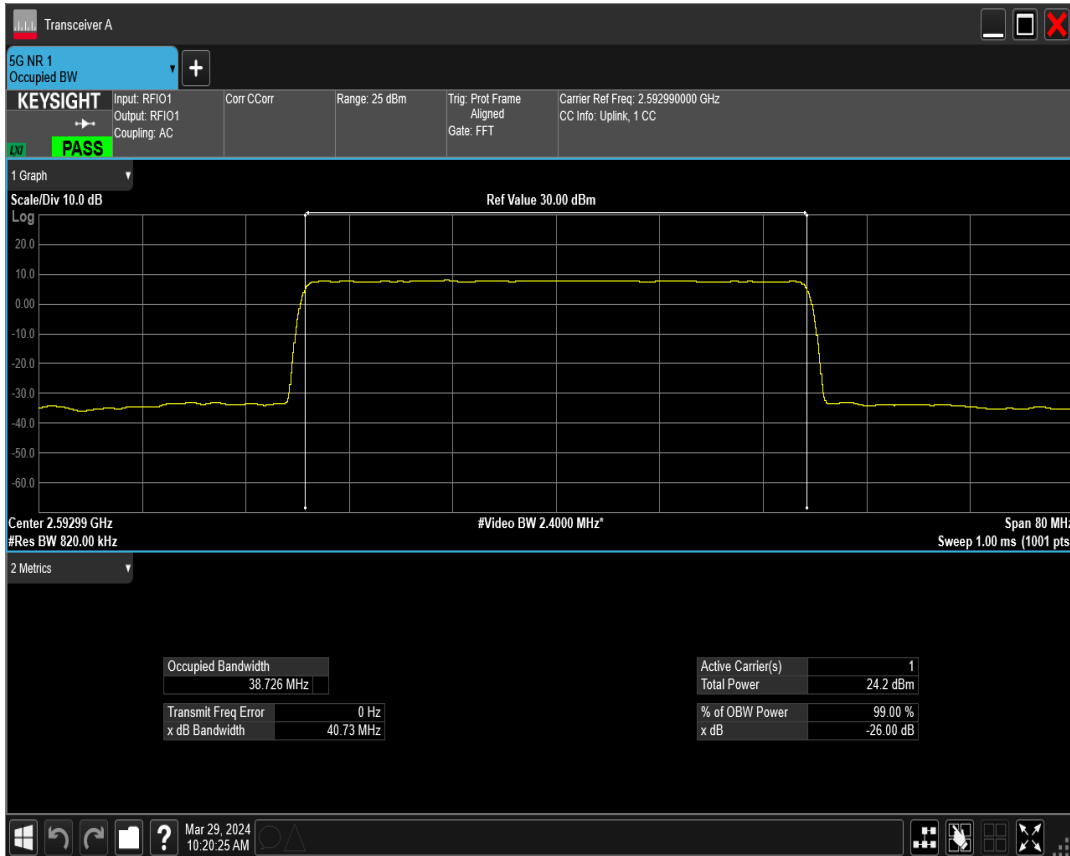 Transceiver A
5G NR 1
Occupied BW
KEYSIGHT
LXI
PASS
Input: RFIO1
Output: RFIO1
Coupling: AC
Corr CCorr
Range: 25 dBm
Trig: Prot Frame
Aligned
Gate: FFT
Carrier Ref Freq: 2.592990000 GHz
CC Info: Uplink, 1 CC
1 Graph
Scale/Div 10.0 dB
Ref Value 30.00 dBm
Log
20.0
10.0
0.00
-10.0
-20.0
-30.0
-40.0
-50.0
-60.0
Center 2.59299 GHz
#Video BW 2.4000 MHz*
Span 80 MHz
#Res BW 820.00 kHz
Sweep 1.00 ms (1001 pts
2 Metrics
Occupied Bandwidth
38.726 MHz
Transmit Freq Error 0 Hz
x dB Bandwidth 40.73 MHz
Active Carrier(s) 1
Total Power 24.2 dBm
% of OBW Power 99.00 %
x dB -26.00 dB
?
Mar 29, 2024
10:20:25 AM